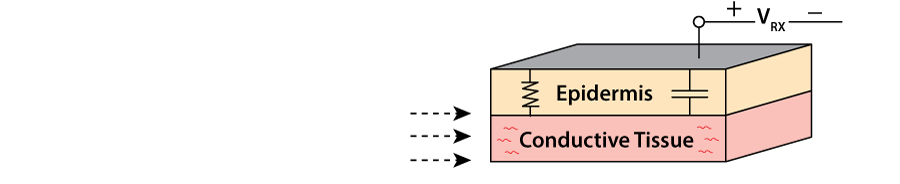 + V_RX −
Epidermis
Conductive Tissue